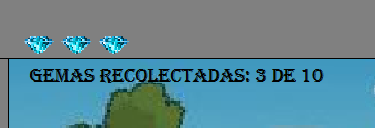 GEMAS RECOLECTADAS: 3 DE 10